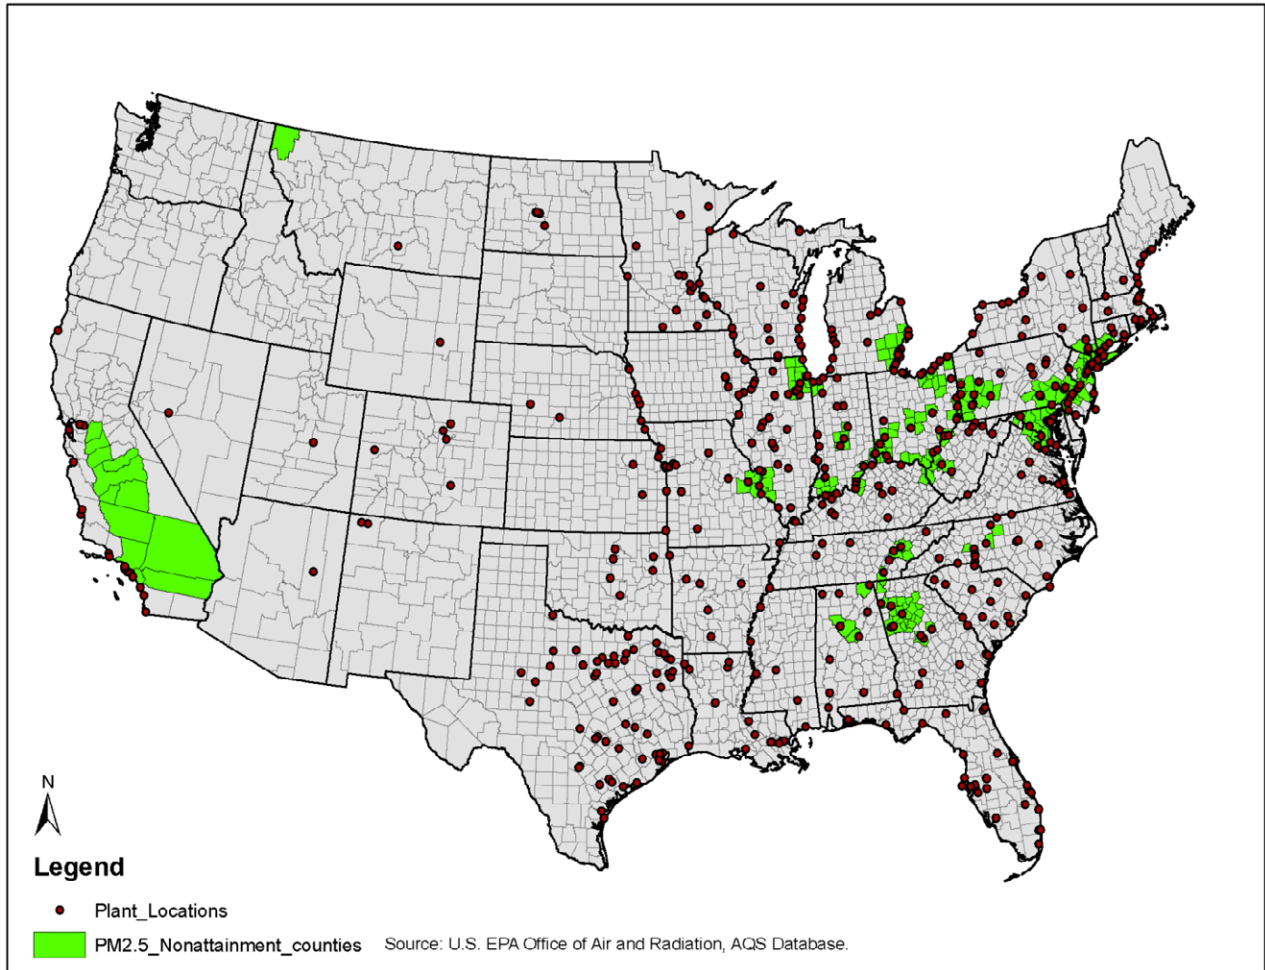 N
Legend
Plant_Locations
PM2.5_Nonattainment_counties Source: U.S. EPA Office of Air and Radiation, AQS Database.